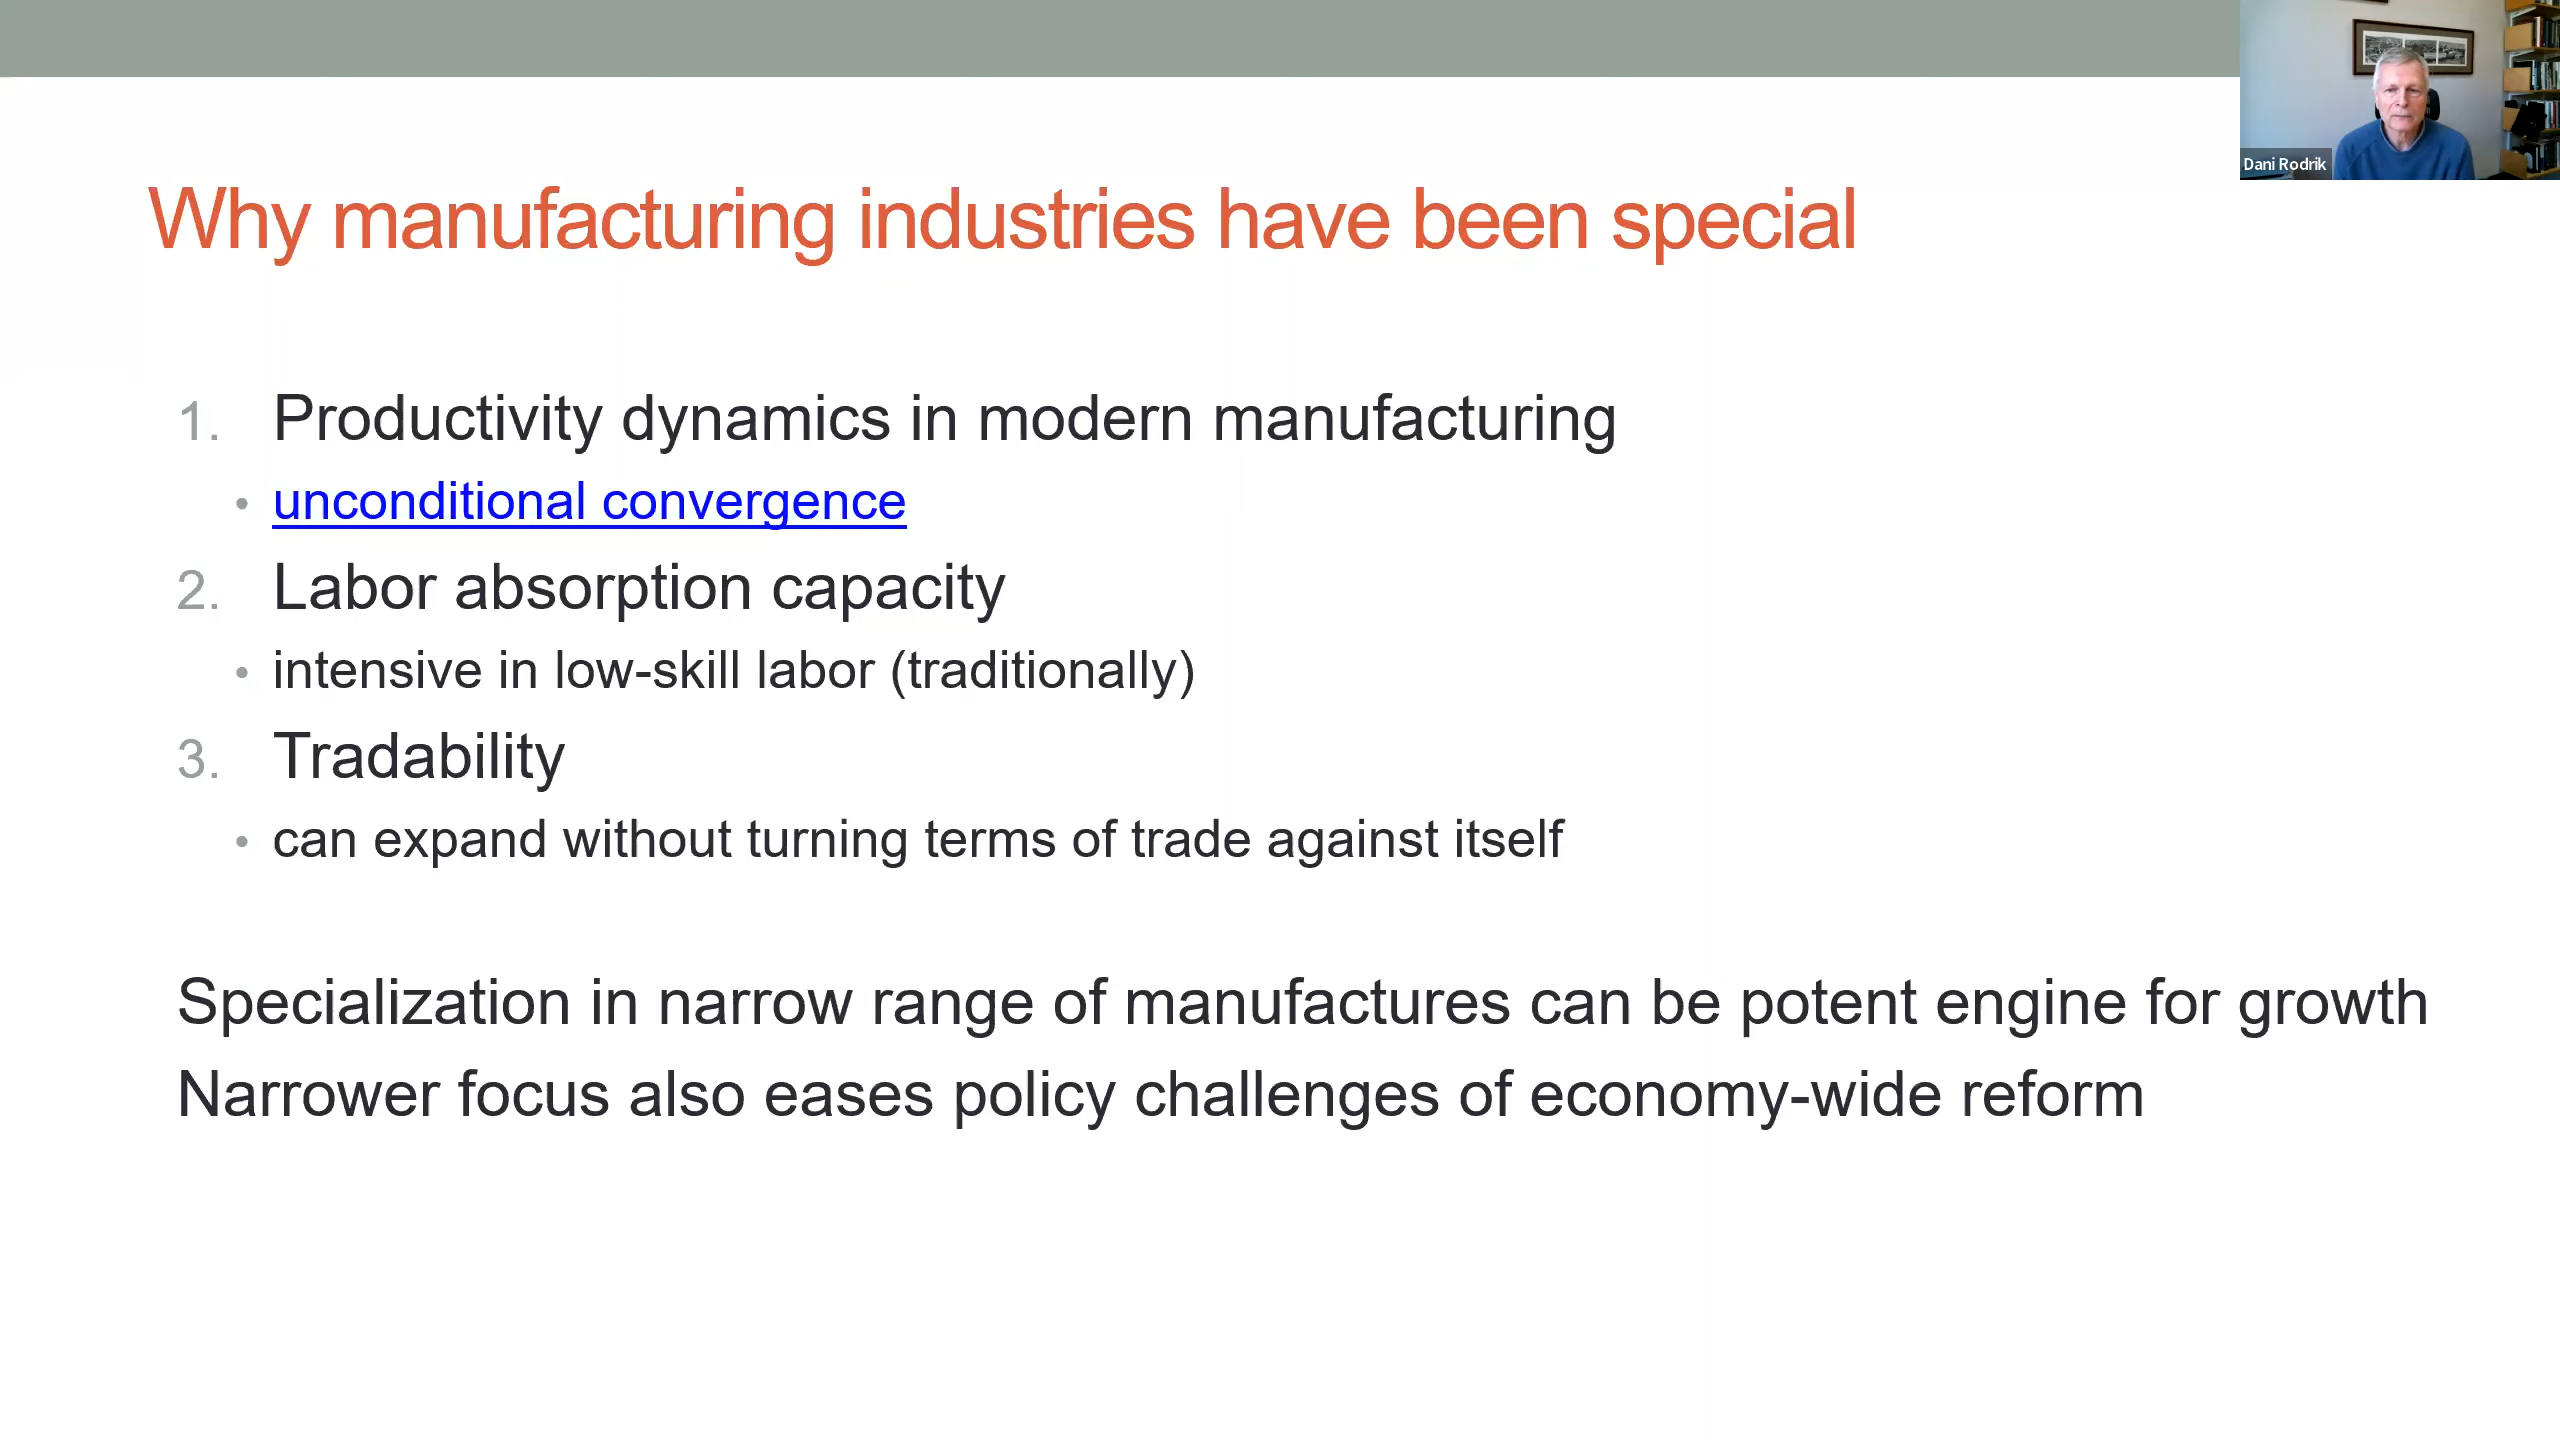 Dani Rodrik
Why manufacturing industries have been special
1. Productivity dynamics in modern manufacturing
• unconditional convergence
2. Labor absorption capacity
• intensive in low-skill labor (traditionally)
3. Tradability
• can expand without turning terms of trade against itself
Specialization in narrow range of manufactures can be potent engine for growth
Narrower focus also eases policy challenges of economy-wide reform